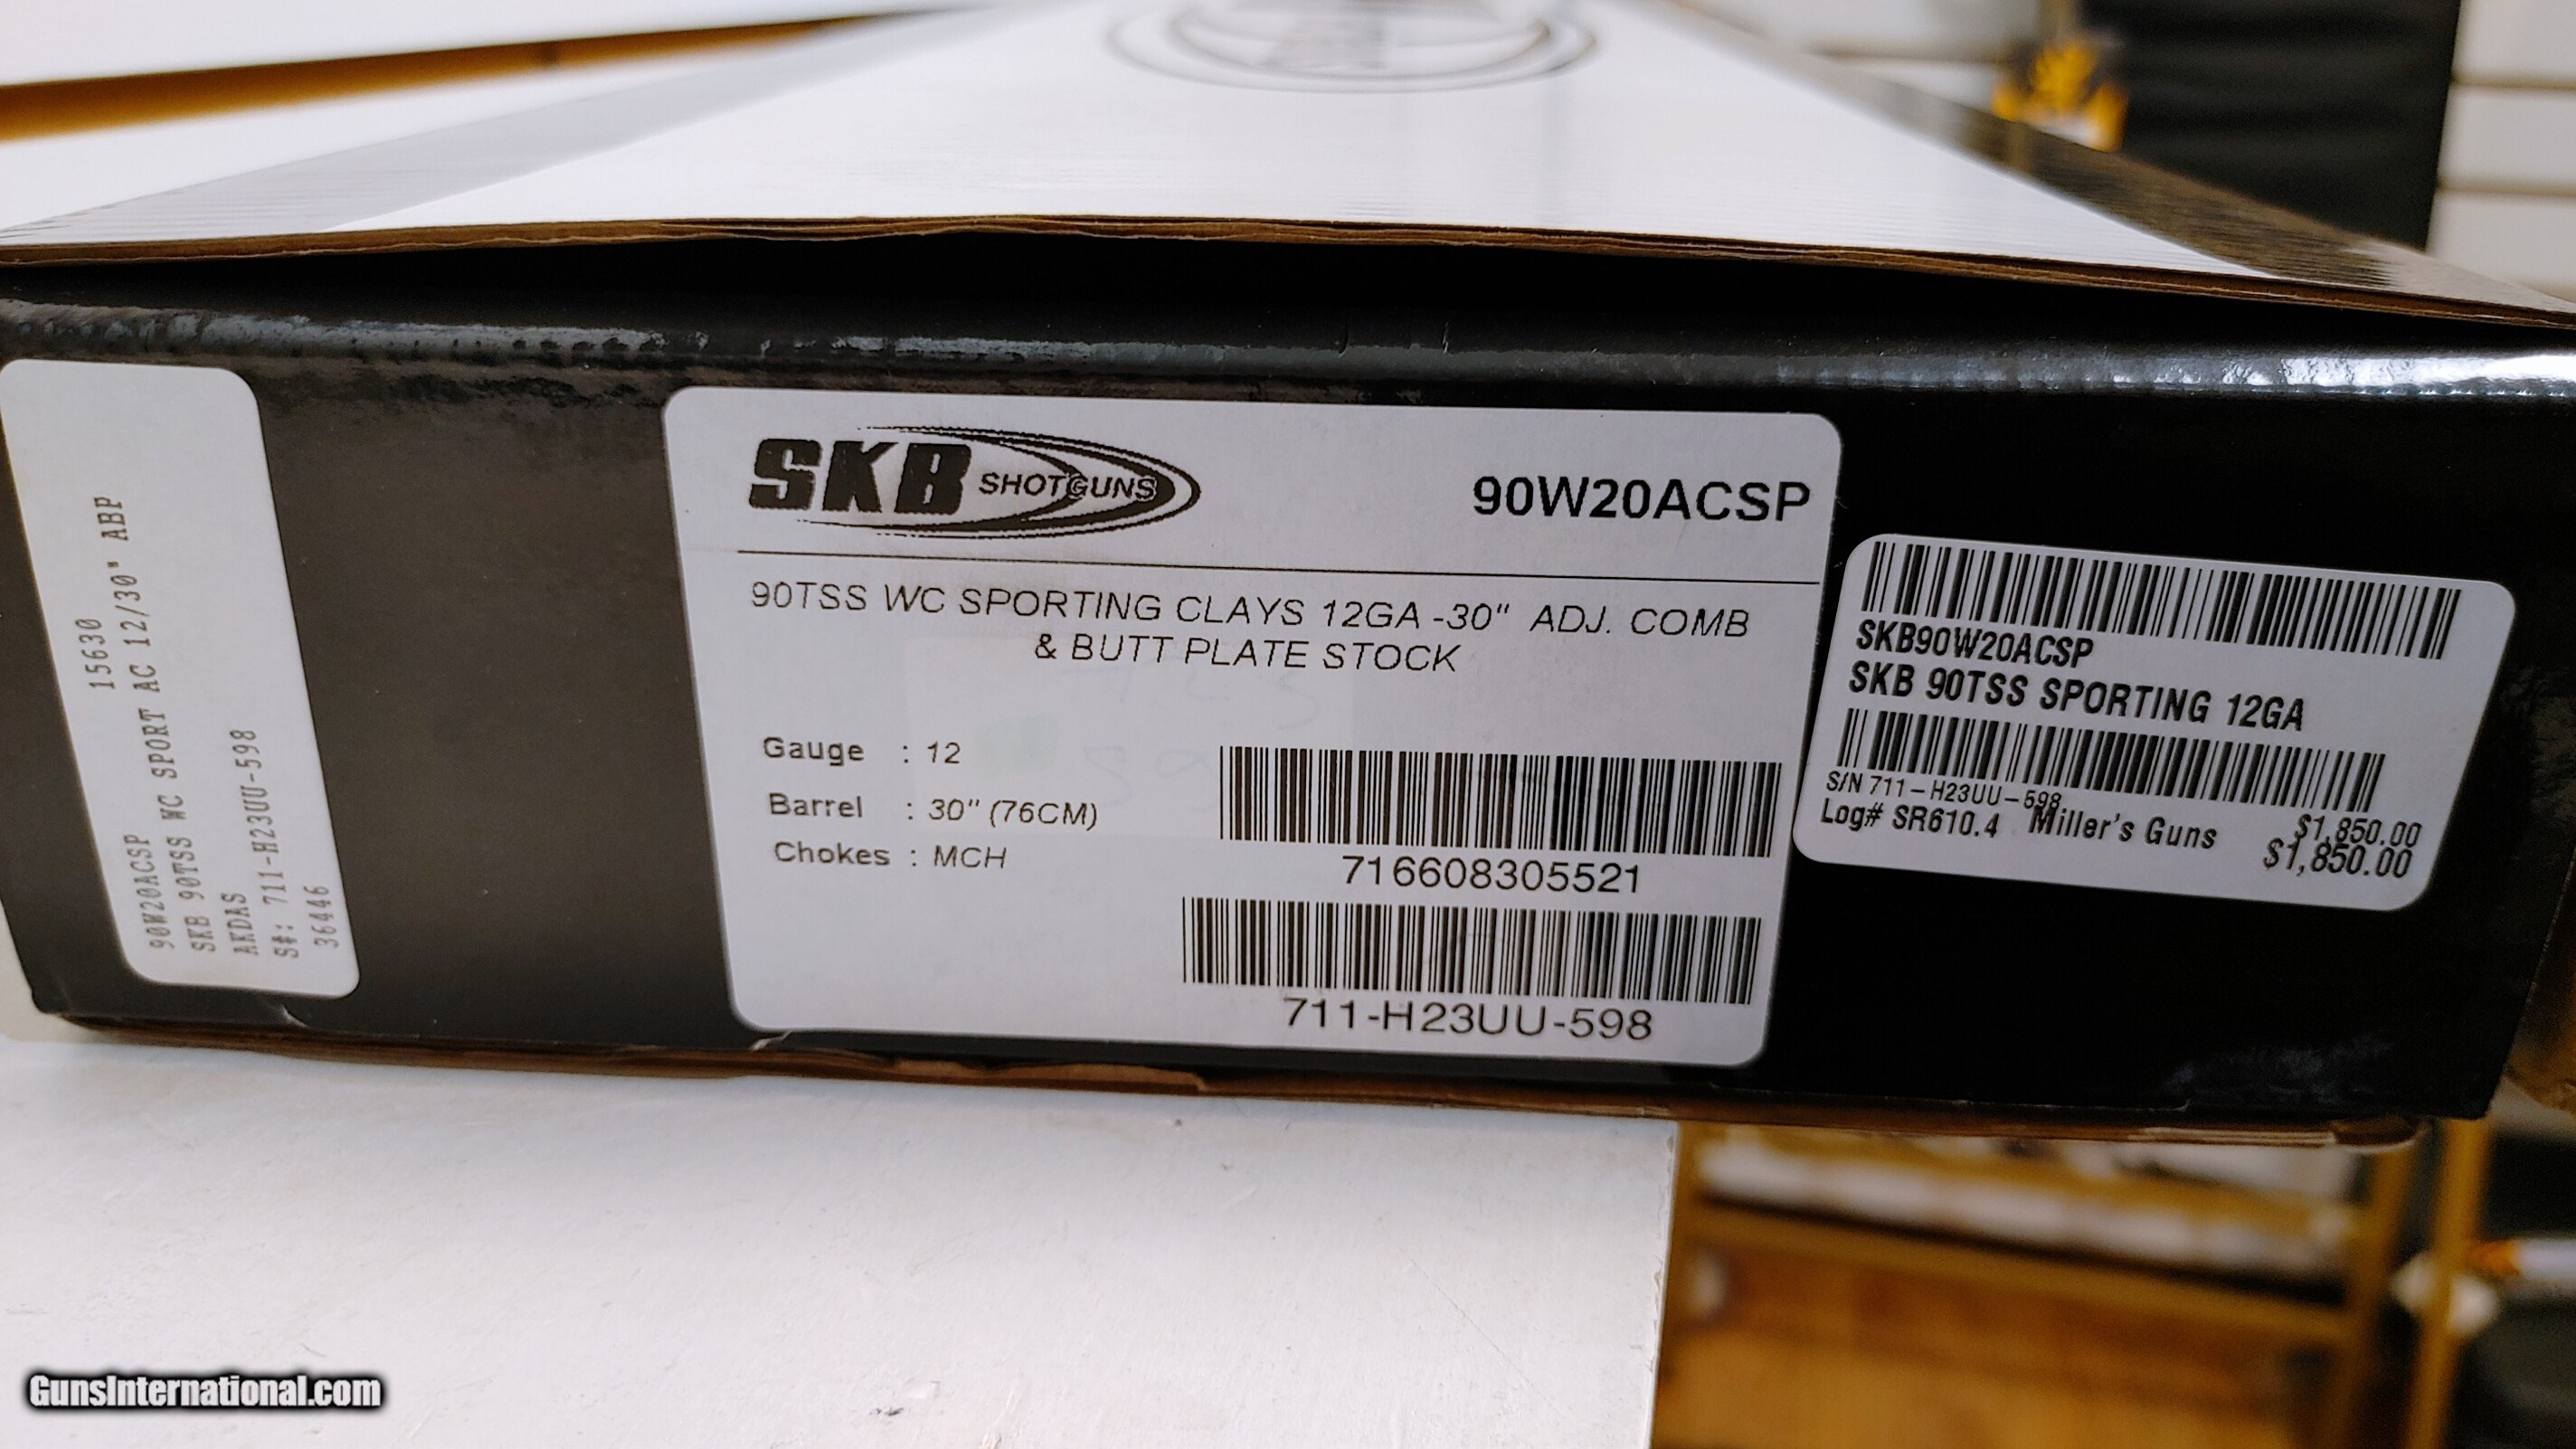 15630
90W20ACSP
SKB 90TSS WC SPORT AC 12/30" ABP
AKDAS
S#: 711-H23UU-598
36446
SKB SHOTGUNS
90W20ACSP
90TSS WC SPORTING CLAYS 12GA -30" ADJ. COMB
& BUTT PLATE STOCK
Gauge : 12
Barrel : 30" (76CM)
Chokes : MCH
716608305521
711-H23UU-598
SKB90W20ACSP
SKB 90TSS SPORTING 12GA
S/N 711-H23UU-598
$1,850.00
Log# SR610.4 Miller's Guns $1,850.00
GunsInternational.com